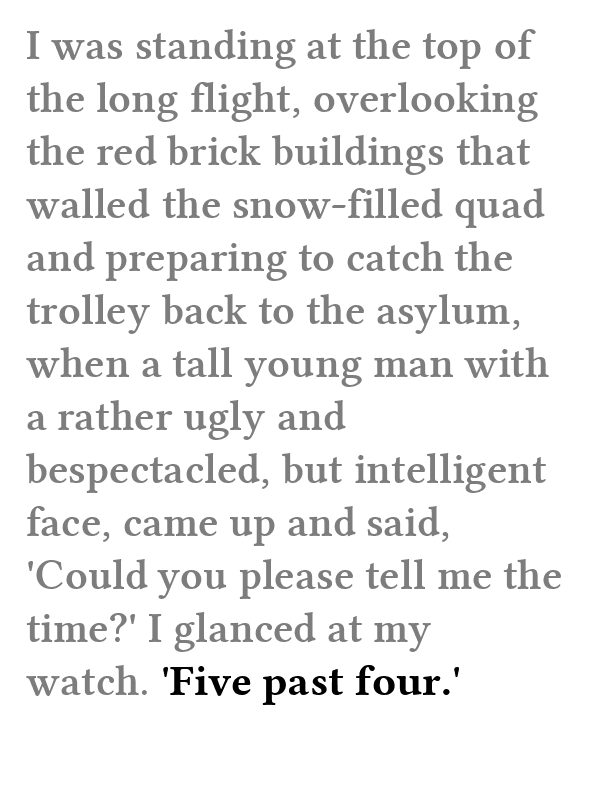 I was standing at the top of
the long flight, overlooking
the red brick buildings that
walled the snow-filled quad
and preparing to catch the
trolley back to the asylum,
when a tall young man with
a rather ugly and
bespectacled, but intelligent
face, came up and said,
'Could you please tell me the
time?' I glanced at my
watch. 'Five past four.'